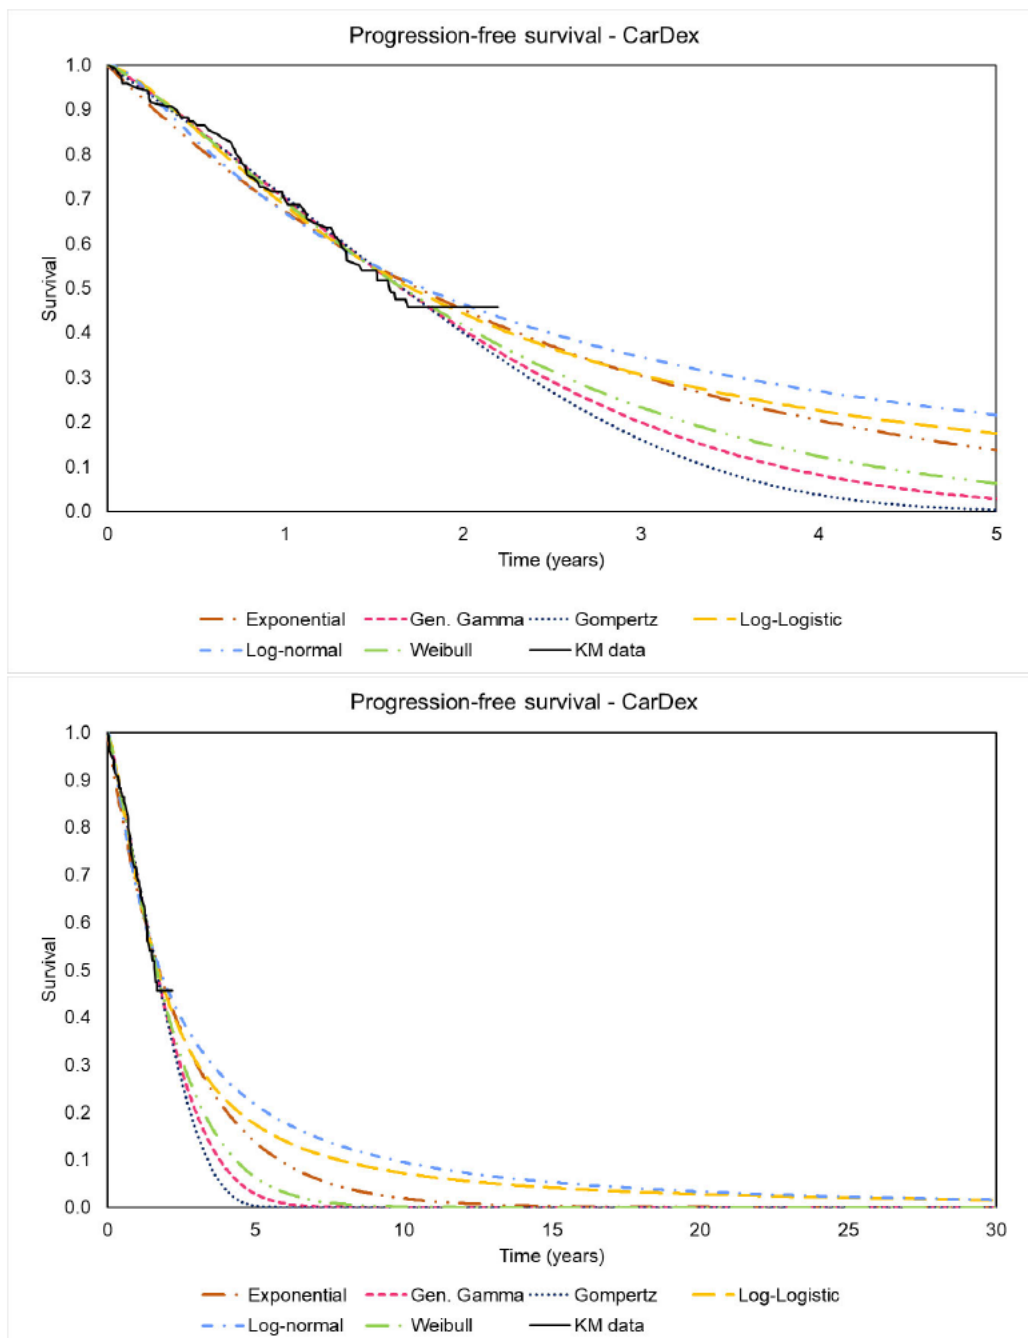 Progression-free survival - CarDex
1.0
0.9
0.8
0.7
0.6
0.5
0.4
0.3
0.2
0.1
0.0
Survival
0 1 2 3 4 5
Time (years)
Exponential Gen. Gamma Gompertz Log-Logistic
Log-normal Weibull KM data
Progression-free survival - CarDex
1.0
0.9
0.8
0.7
0.6
0.5
0.4
0.3
0.2
0.1
0.0
Survival
0 5 10 15 20 25 30
Time (years)
Exponential Gen. Gamma Gompertz Log-Logistic
Log-normal Weibull KM data